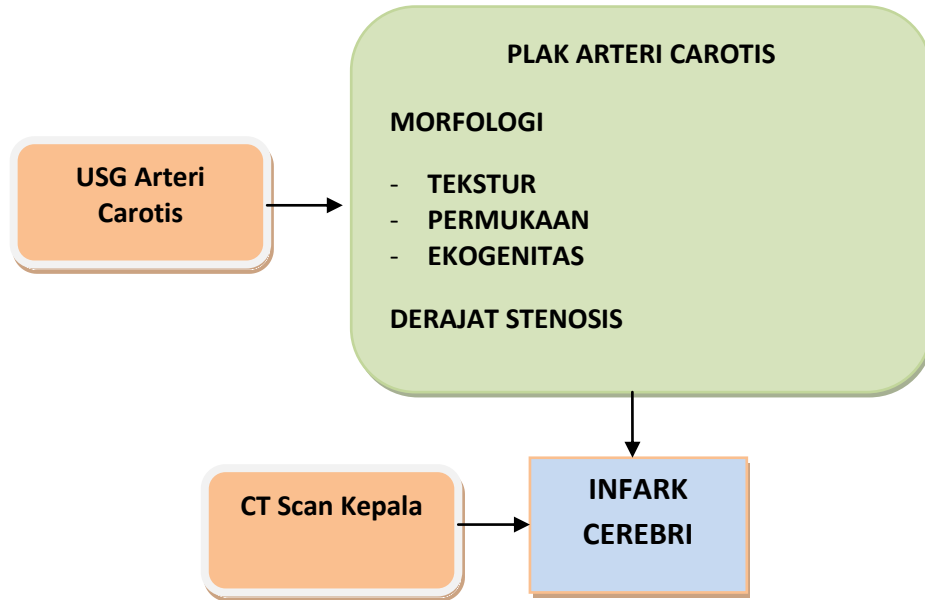 PLAK ARTERI CAROTIS
MORFOLOGI
USG Arteri
Carotis
- TEKSTUR
- PERMUKAAN
- EKOGENITAS
DERAJAT STENOSIS
CT Scan Kepala
INFARK
CEREBRI